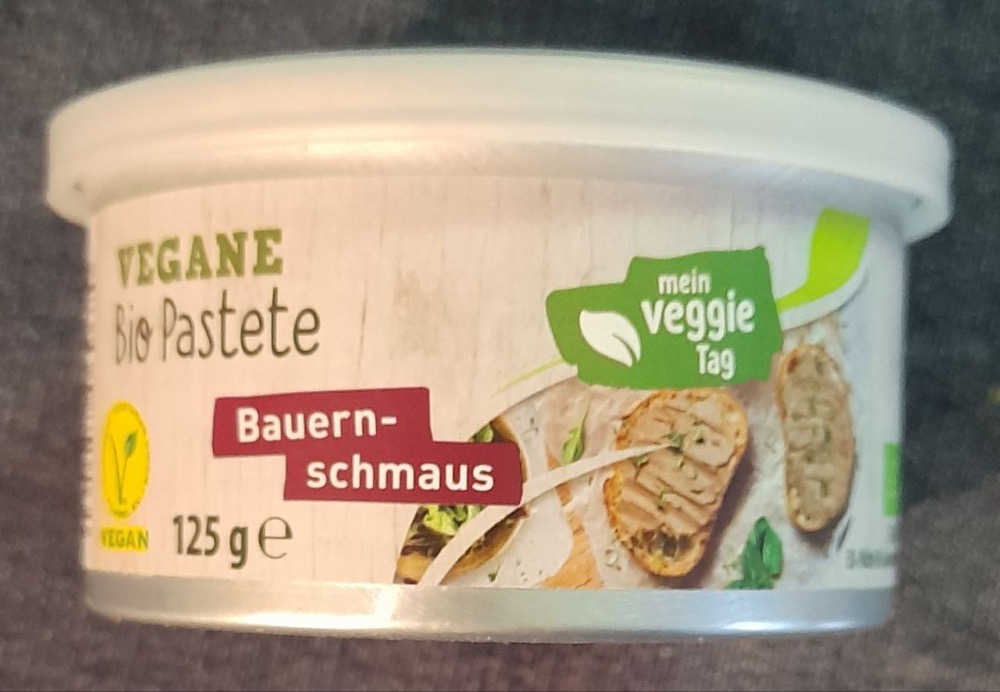 VEGANE
Bio Pastete
mein
veggie
Tag
Bauern-
schmaus
VEGAN
125 g e